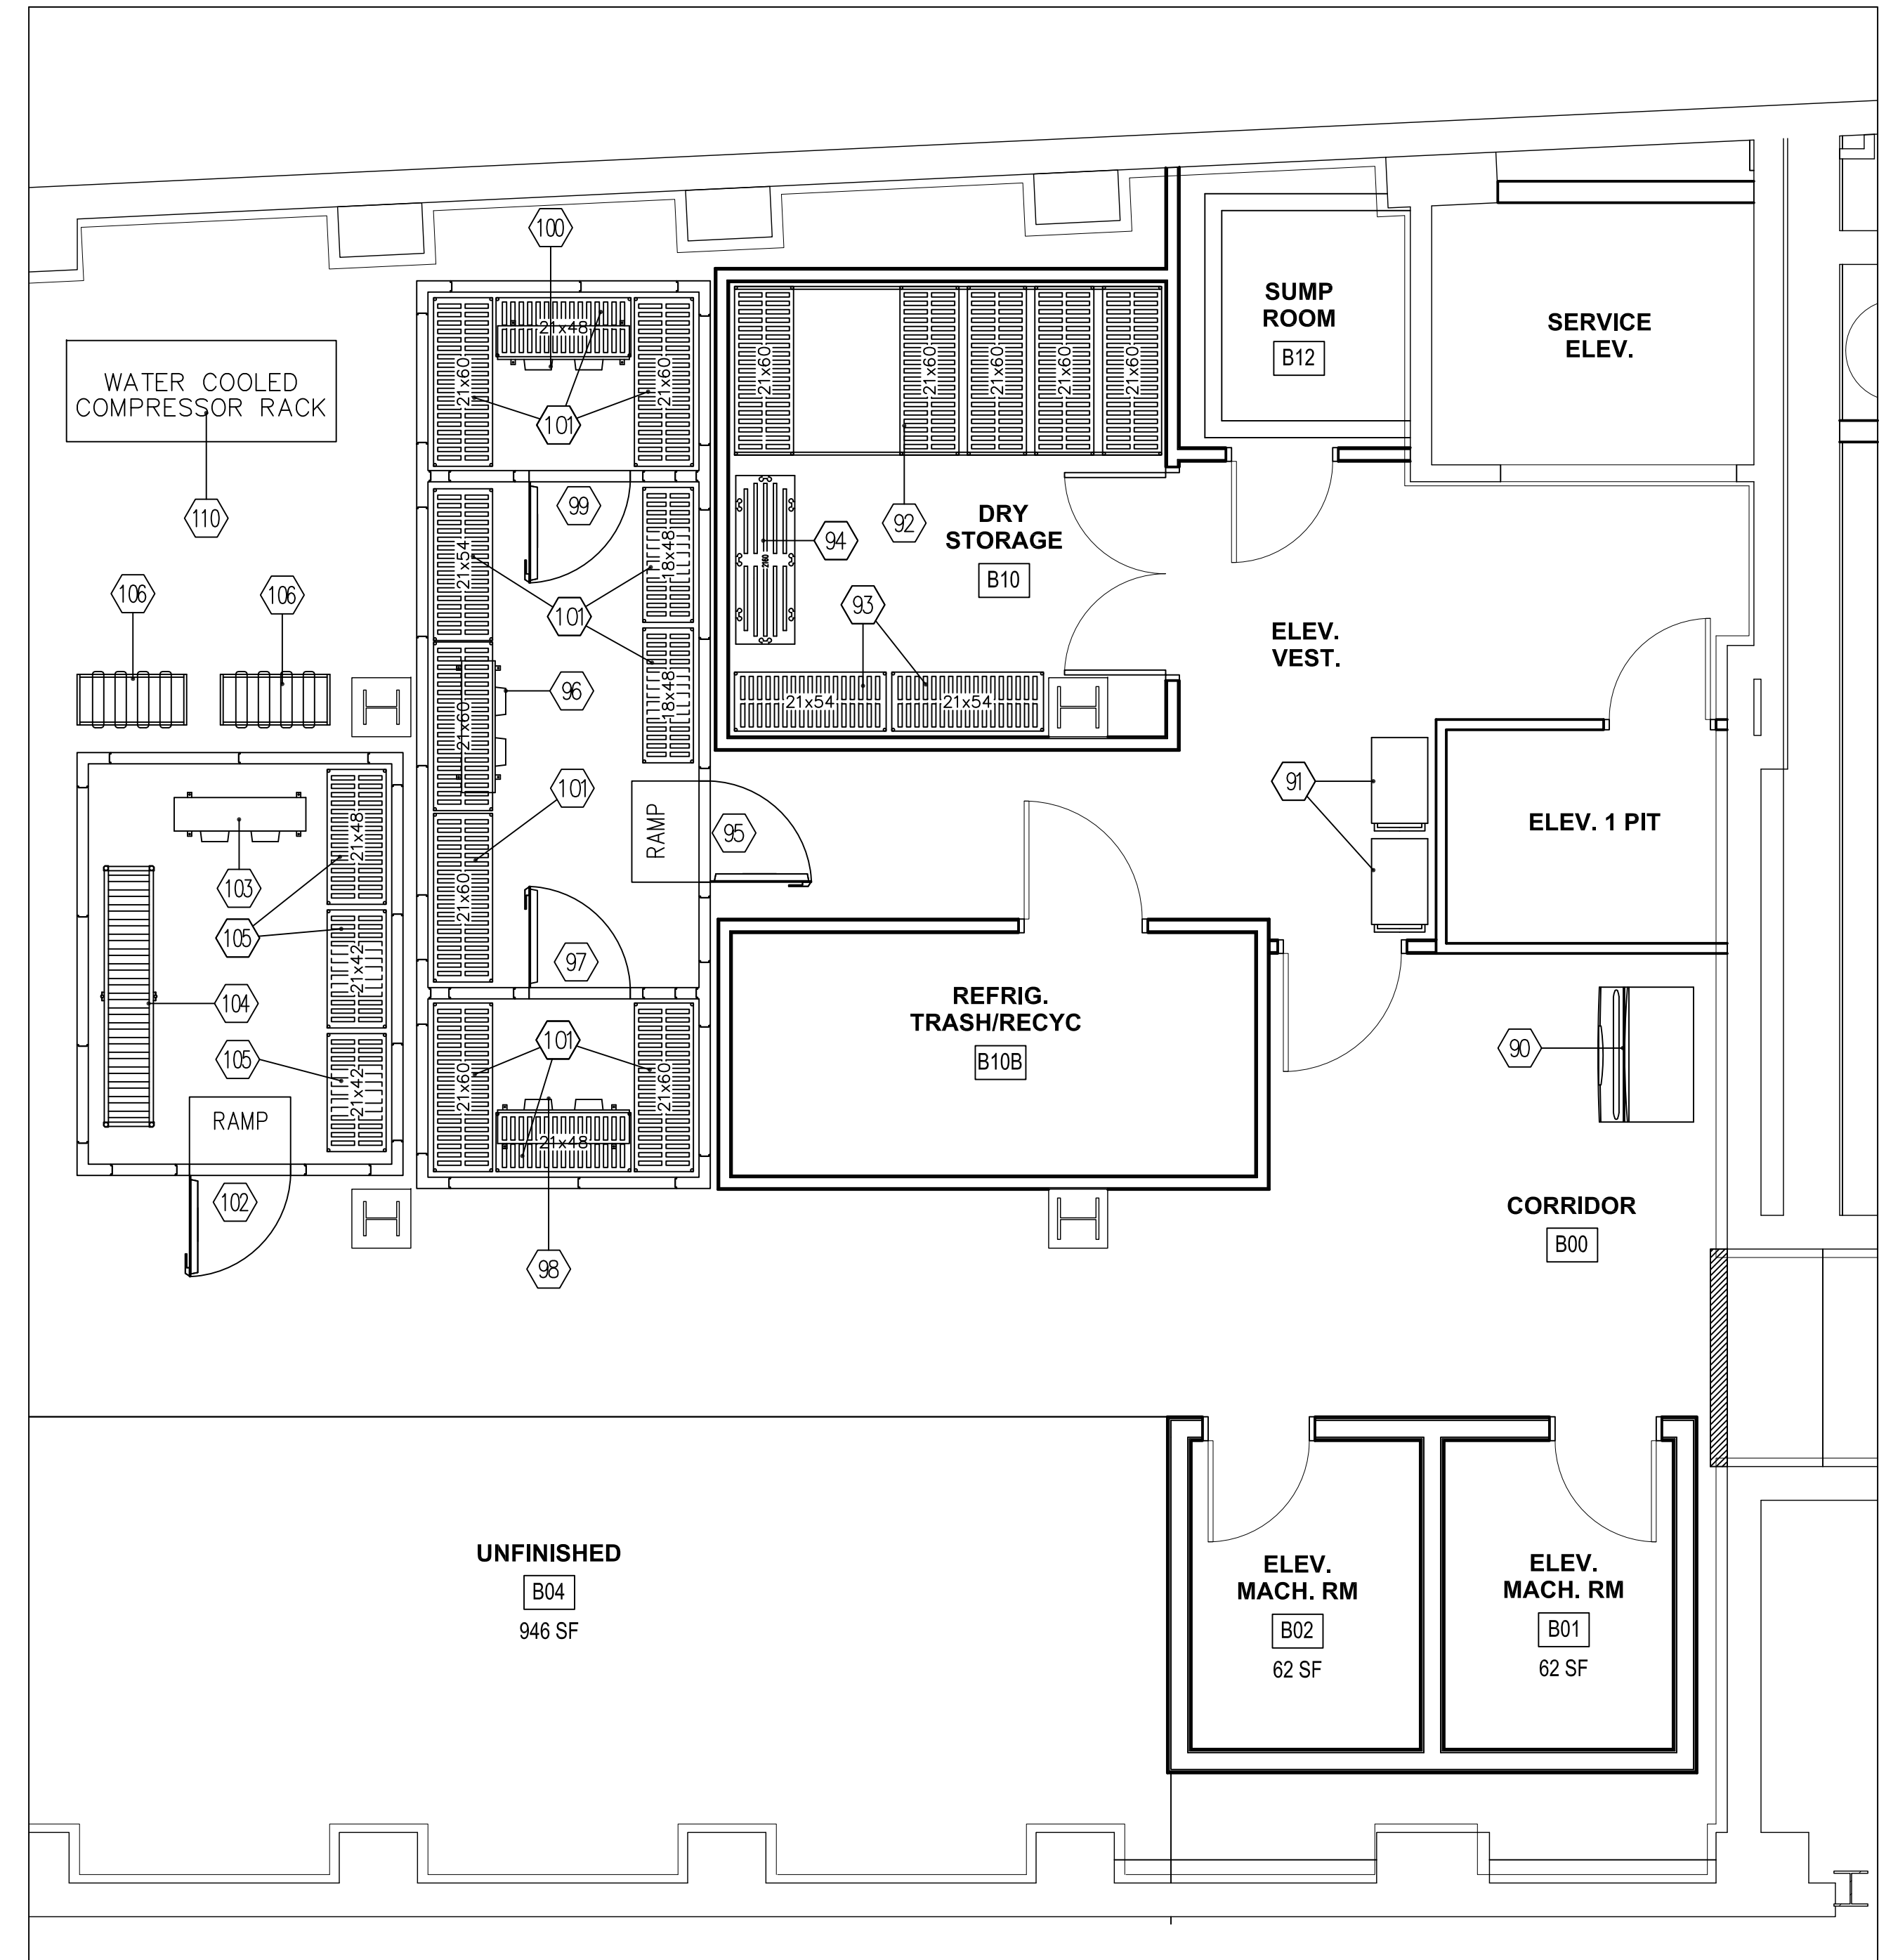 100
SUMP
ROOM
B12
SERVICE
ELEV.
WATER COOLED
COMPRESSOR RACK
21x48
21x60
21x60
101
21x60
21x60
21x60
21x60
21x60
110
99
94
92
DRY
STORAGE
B10
2160
21x54
18x48
101
106
106
93
18x48
96
21x60
21x54
21x54
ELEV.
VEST.
101
RAMP
95
91
ELEV. 1 PIT
21x48
103
105
21x60
97
21x42
104
105
21x42
RAMP
102
101
21x60
21x60
21x48
98
REFRIG.
TRASH/RECYC
B10B
90
CORRIDOR
B00
UNFINISHED
B04
946 SF
ELEV.
MACH. RM
B02
62 SF
ELEV.
MACH. RM
B01
62 SF